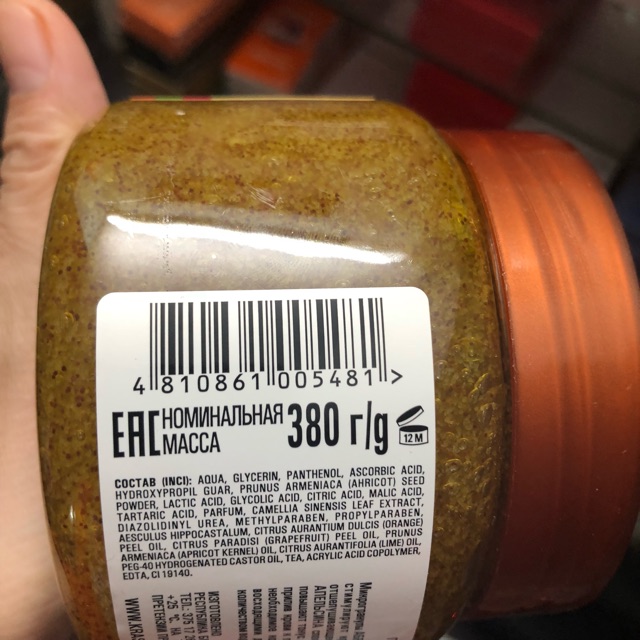 4 810861 005481 >
EAC НОМИНАЛЬНАЯ МАССА 380 г/g 12 M
СОСТАВ (INCI): AQUA, GLYCERIN, PANTHENOL, ASCORBIC ACID,
HYDROXYPROPIL GUAR, PRUNUS ARMENIACA (AHRICOT) SEED
POWDER, LACTIC ACID, GLYCOLIC ACID, CITRIC ACID, MALIC ACID,
TARTARIC ACID, PARFUM, CAMELLIA SINENSIS LEAF EXTRACT,
DIAZOLIDINYL UREA, METHYLPARABEN, PROPYLPARABEN,
AESCULUS HIPPOCASTALUM, CITRUS AURANTIUM DULCIS (ORANGE)
PEEL OIL, CITRUS PARADISI (GRAPEFRUIT) PEEL OIL, PRUNUS
ARMENIACA (APRICOT KERNEL) OIL, CITRUS AURANTIFOLIA (LIME) OIL,
PEG-40 HYDROGENATED CASTOR OIL, TEA, ACRYLIC ACID COPOLYMER,
EDTA, CI 19140.